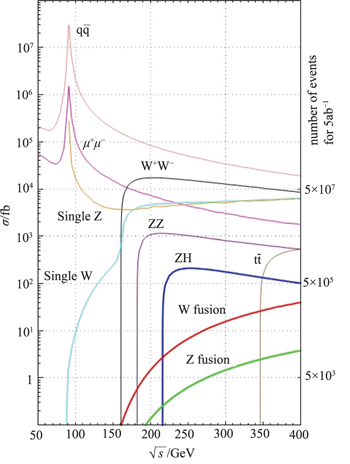 qq̅
10⁷
10⁶
μ⁺μ⁻
10⁵
W⁺W⁻
10⁴
5×10⁷
Single Z
σ/fb
10³
ZZ
Single W
ZH
tt̅
10²
5×10⁵
W fusion
10
Z fusion
1
5×10³
50 100 150 200 250 300 350 400
√s/GeV
number of events
for 5ab⁻¹